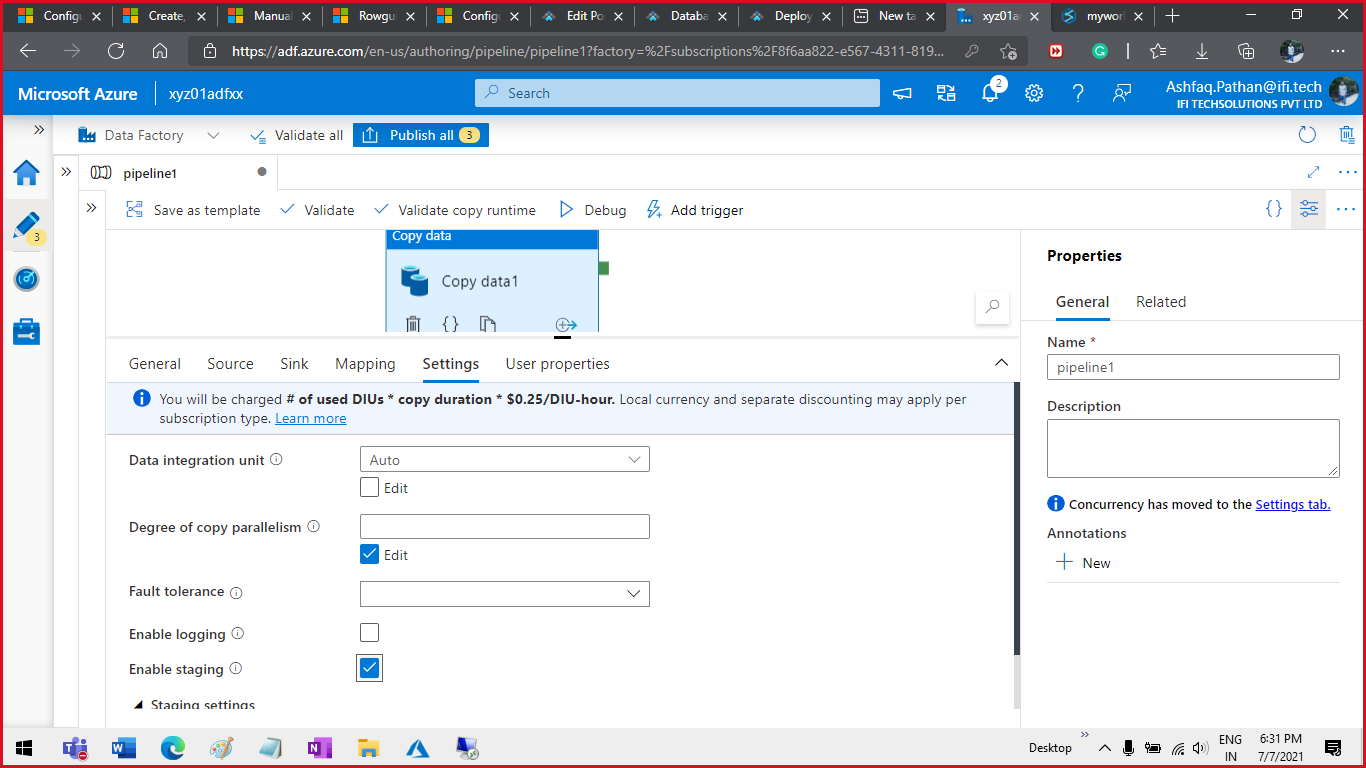 Configu
Create,
Manual
Rowgui
Configu
Edit Po
Databa
Deploy
New ta
xyz01ad
mywork
https://adf.azure.com/en-us/authoring/pipeline/pipeline1?factory=%2Fsubscriptions%2F8f6aa822-e567-4311-819...
Microsoft Azure
xyz01adfxx
Search
2
Ashfaq.Pathan@ifi.tech
IFI TECHSOLUTIONS PVT LTD
Data Factory
Validate all
Publish all 3
pipeline1
Save as template
Validate
Validate copy runtime
Debug
Add trigger
{}
3
Copy data
Copy data1
{}
General
Source
Sink
Mapping
Settings
User properties
You will be charged # of used DIUs * copy duration * $0.25/DIU-hour. Local currency and separate discounting may apply per
subscription type. Learn more
Data integration unit
Auto
Edit
Degree of copy parallelism
Edit
Fault tolerance
Enable logging
Enable staging
Staging settings
Properties
General
Related
Name *
pipeline1
Description
Concurrency has moved to the Settings tab.
Annotations
New
Desktop
ENG
IN
6:31 PM
7/7/2021